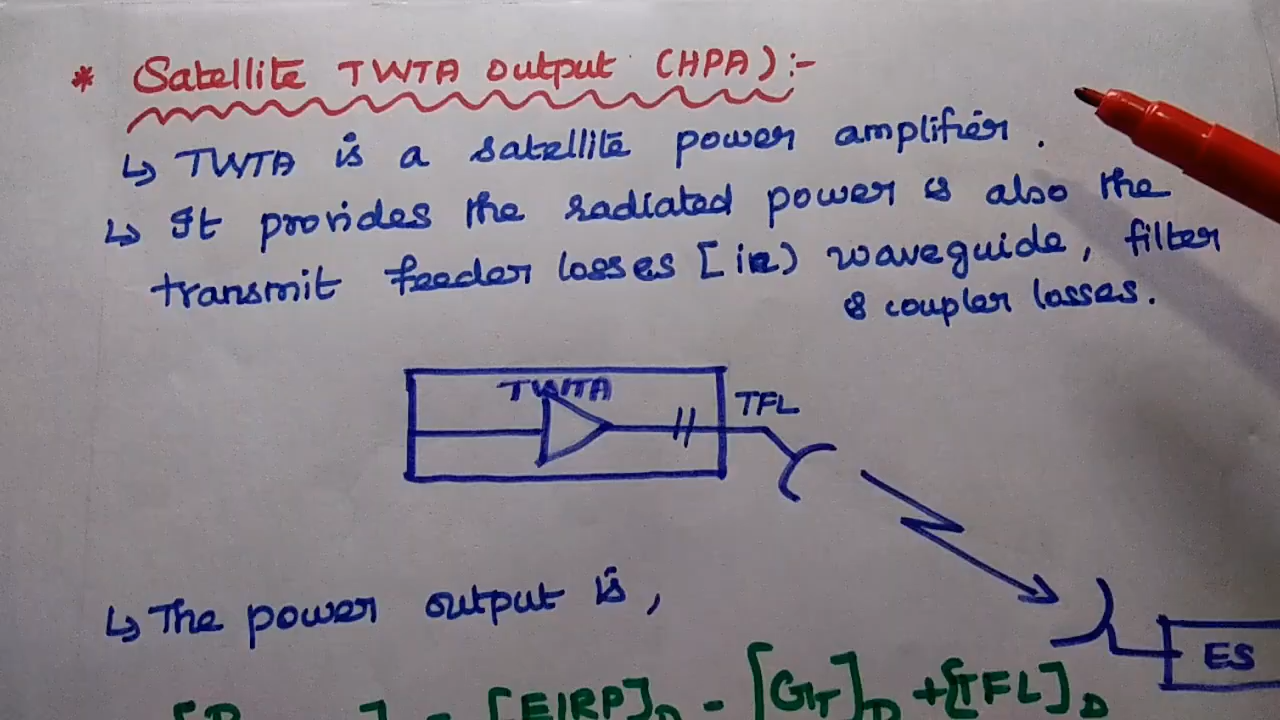 * Satellite TWTA output (HPA):-
↳ TWTA is a satellite power amplifier.
↳ It provides the radiated power & also the
transmit feeder losses [ie) waveguide, filter
& coupler losses.
TWTA
TFL
↳ The power output is,
ES
= [EIRP]D - [GT]D + [TFL]D